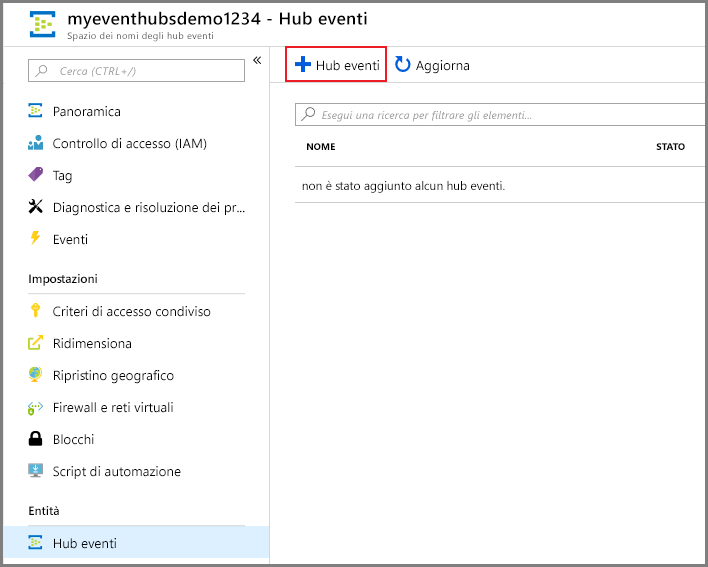 myeventhubsdemo1234 - Hub eventi
Spazio dei nomi degli hub eventi
Cerca (CTRL+/)
«
Panoramica
Controllo di accesso (IAM)
Tag
Diagnostica e risoluzione dei pr...
Eventi
Impostazioni
Criteri di accesso condiviso
Ridimensiona
Ripristino geografico
Firewall e reti virtuali
Blocchi
Script di automazione
Entità
Hub eventi
Hub eventi
Aggiorna
Esegui una ricerca per filtrare gli elementi...
NOME
STATO
non è stato aggiunto alcun hub eventi.